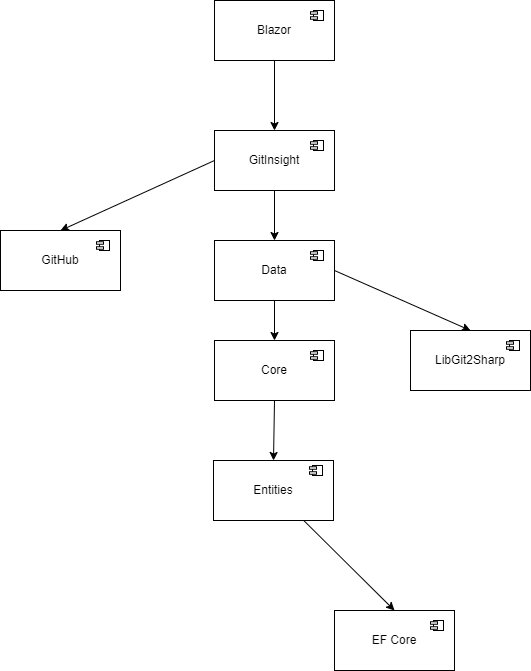 Blazor
GitInsight
GitHub
Data
LibGit2Sharp
Core
Entities
EF Core